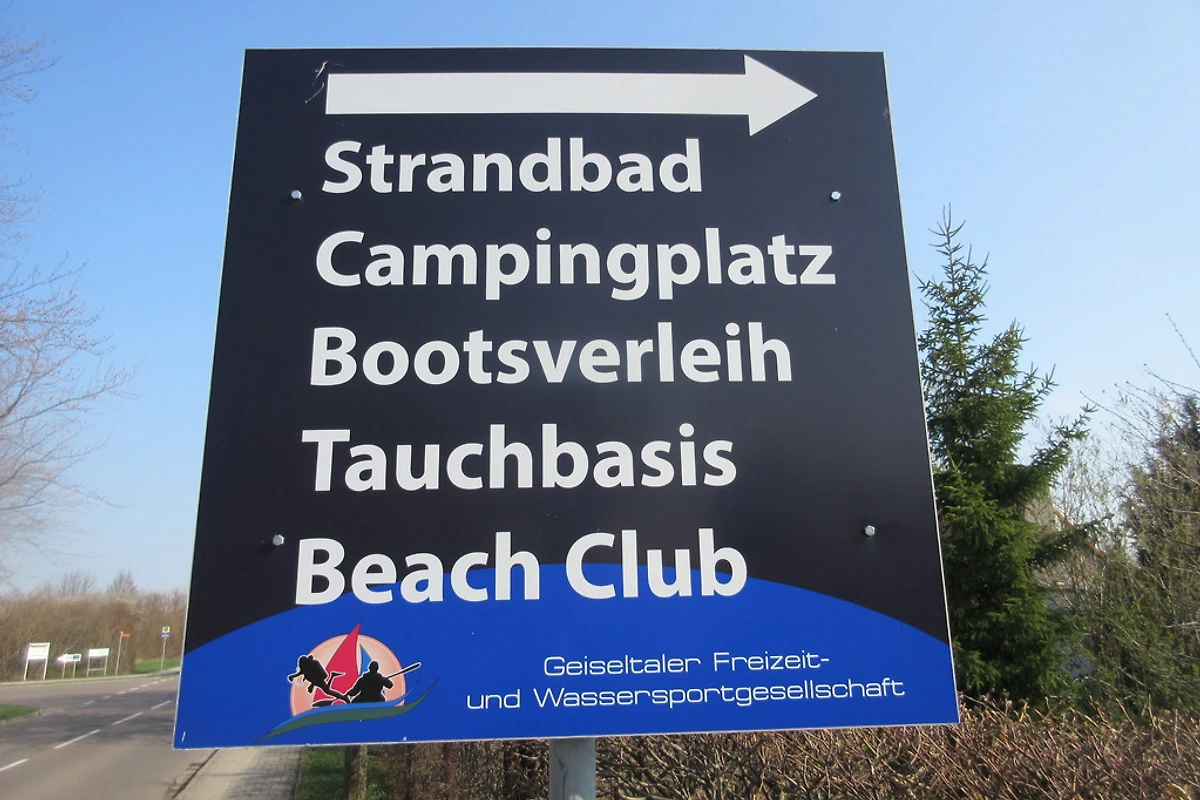 Strandbad
Campingplatz
Bootsverleih
Tauchbasis
Beach Club
Geiseltaler Freizeit-
und Wassersportgesellschaft